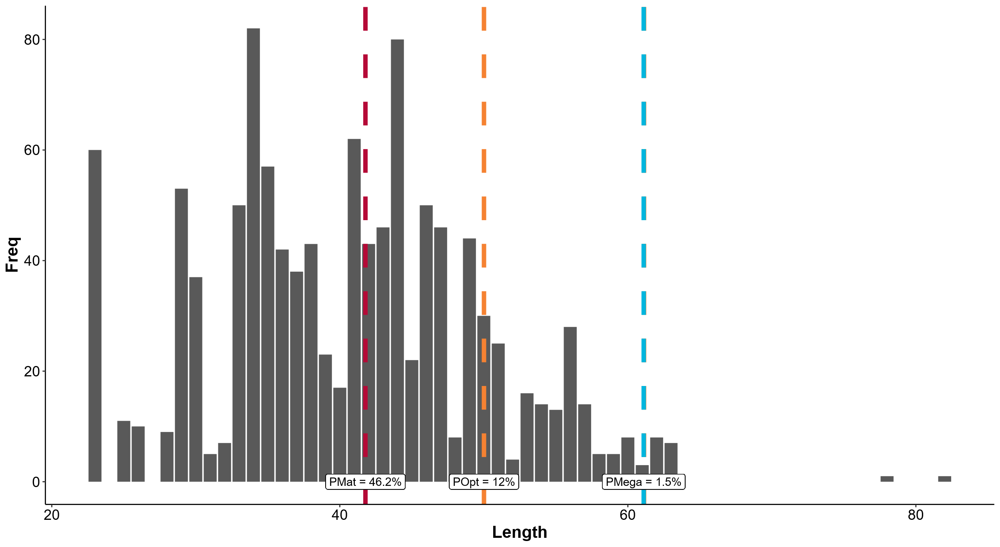 80
60
40
20
0
Freq
PMat = 46.2%
POpt = 12%
PMega = 1.5%
20
40
60
80
Length